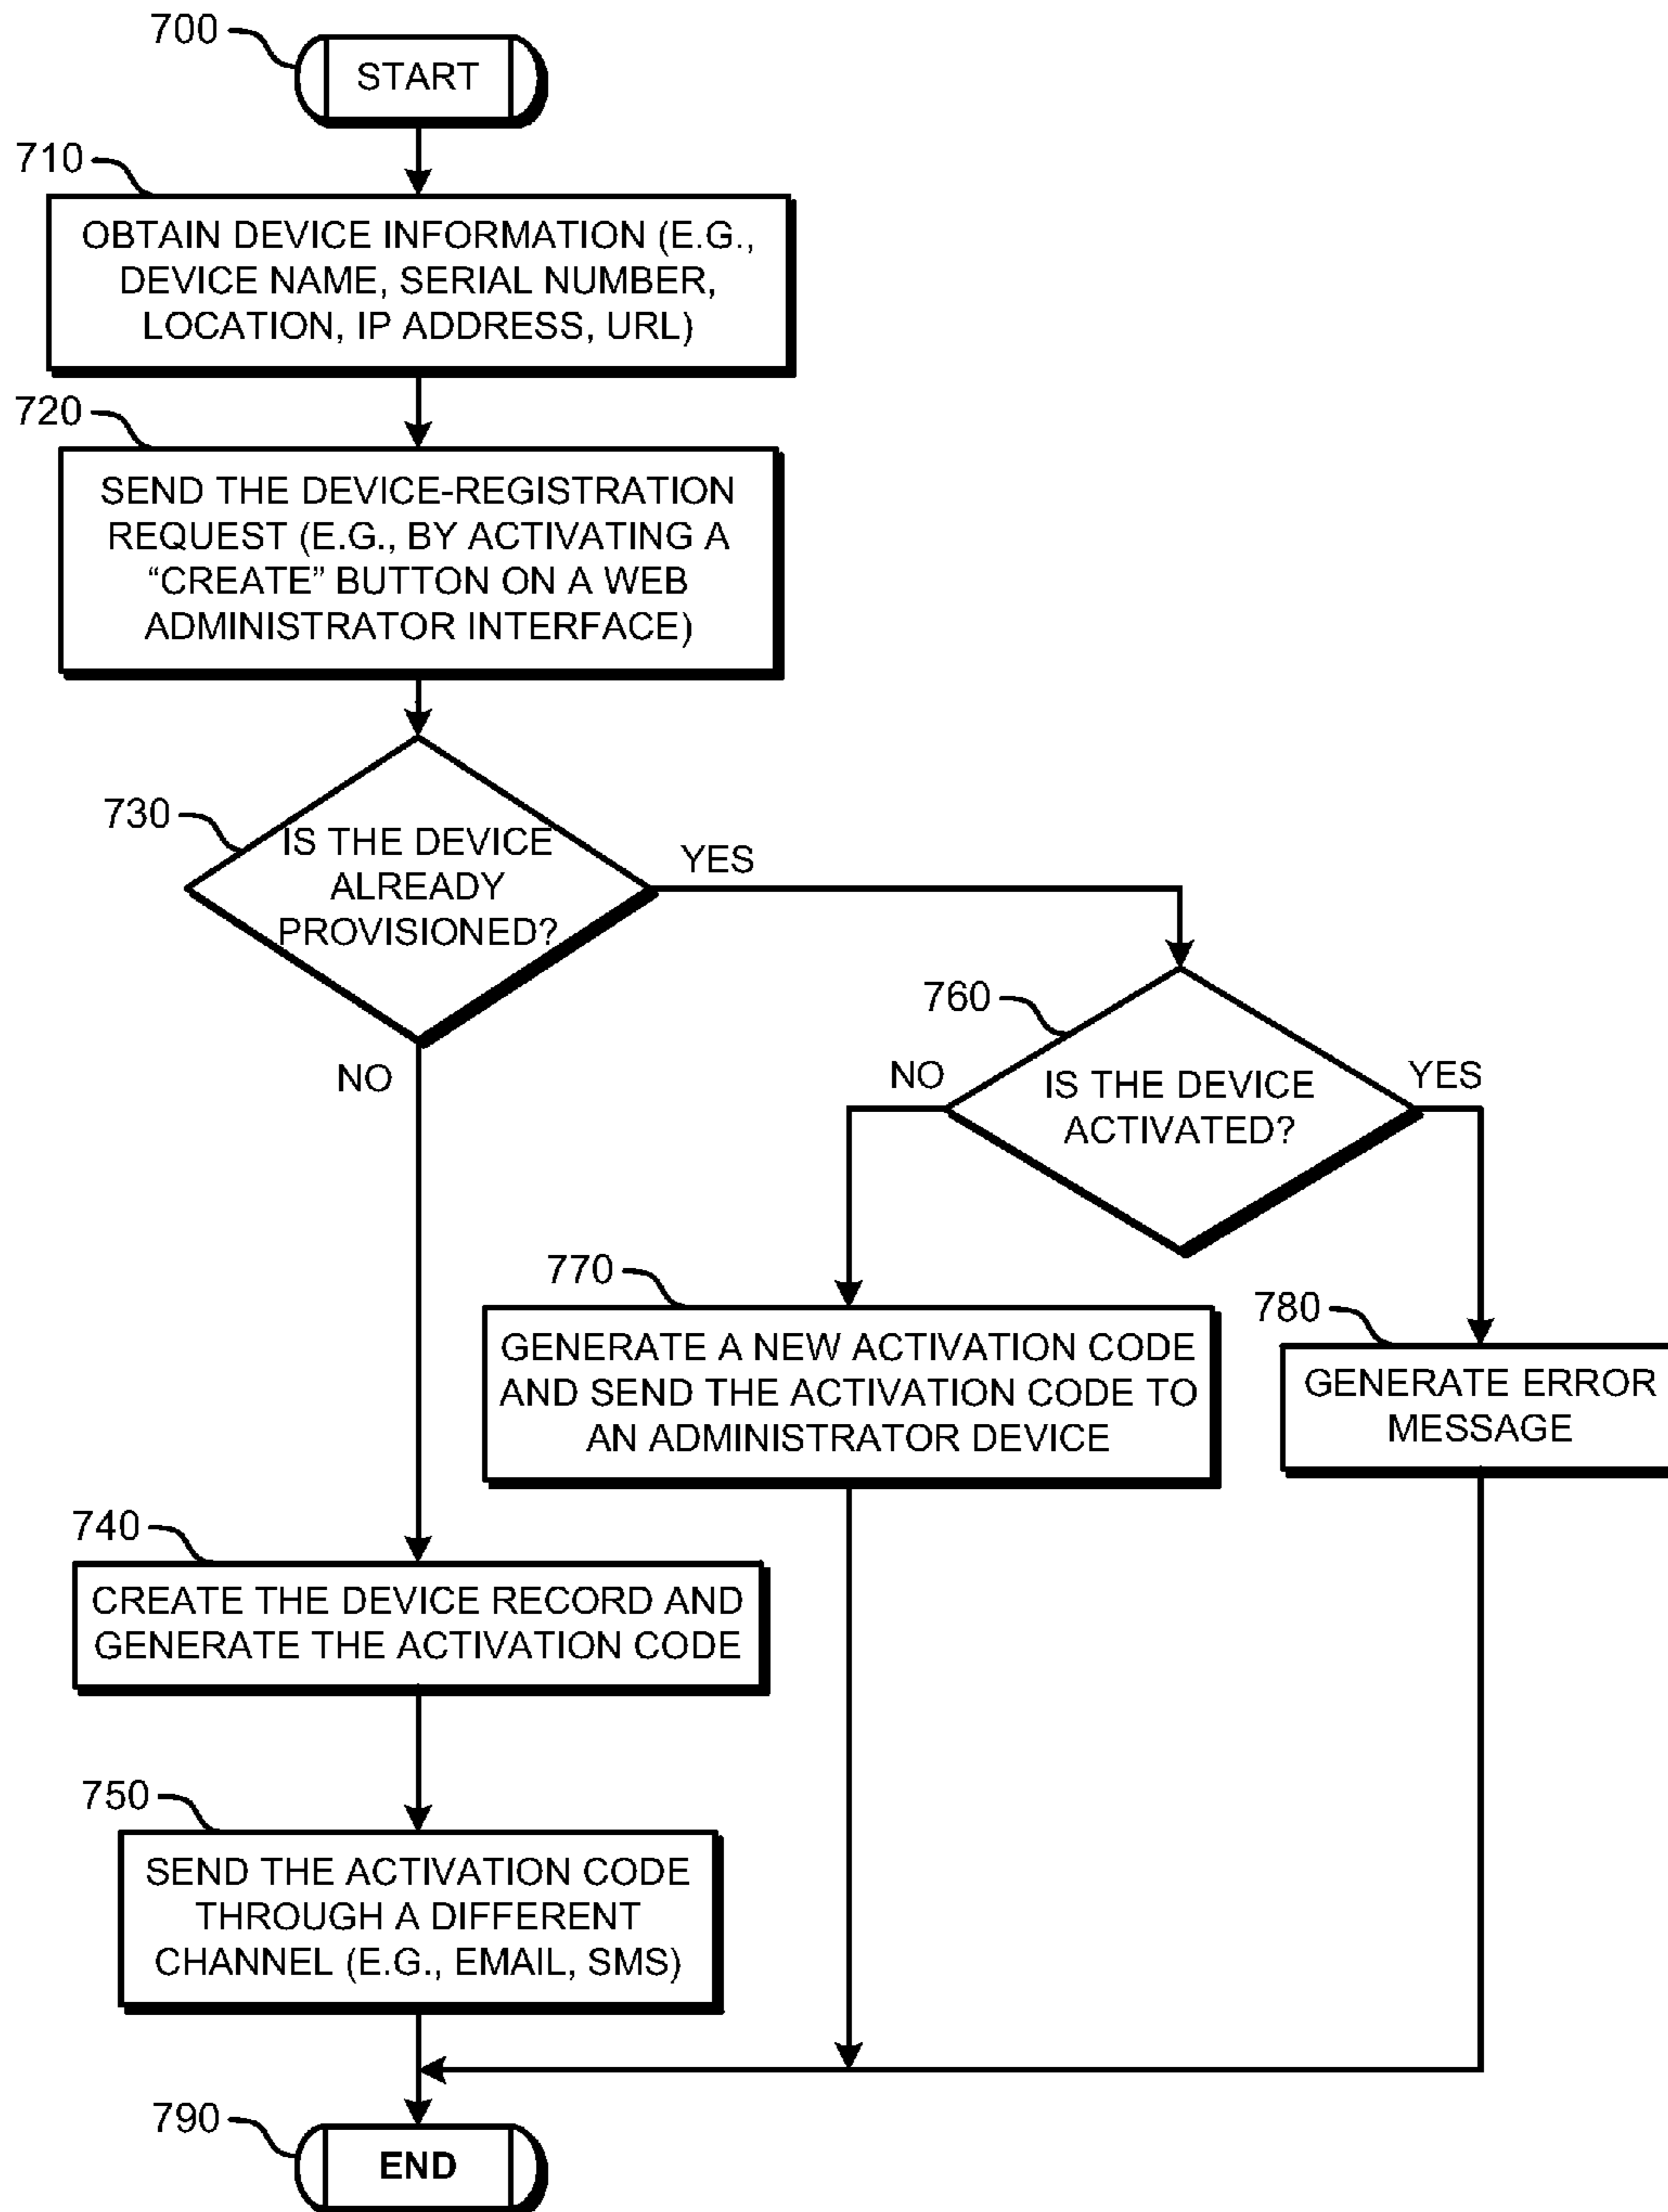 700
START
710
OBTAIN DEVICE INFORMATION (E.G.,
DEVICE NAME, SERIAL NUMBER,
LOCATION, IP ADDRESS, URL)
720
SEND THE DEVICE-REGISTRATION
REQUEST (E.G., BY ACTIVATING A
“CREATE” BUTTON ON A WEB
ADMINISTRATOR INTERFACE)
730
IS THE DEVICE
ALREADY
PROVISIONED?
YES
NO
760
IS THE DEVICE
ACTIVATED?
NO
YES
770
GENERATE A NEW ACTIVATION CODE
AND SEND THE ACTIVATION CODE TO
AN ADMINISTRATOR DEVICE
780
GENERATE ERROR
MESSAGE
740
CREATE THE DEVICE RECORD AND
GENERATE THE ACTIVATION CODE
750
SEND THE ACTIVATION CODE
THROUGH A DIFFERENT
CHANNEL (E.G., EMAIL, SMS)
790
END